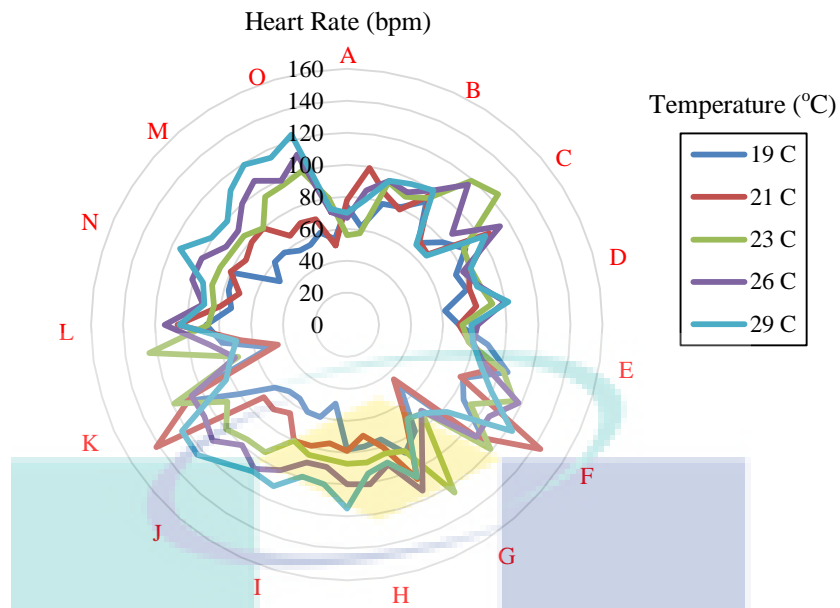 Heart Rate (bpm)
A
B
C
D
E
F
G
H
I
J
K
L
N
M
O
160
140
120
100
80
60
40
20
0
Temperature (°C)
19 C
21 C
23 C
26 C
29 C